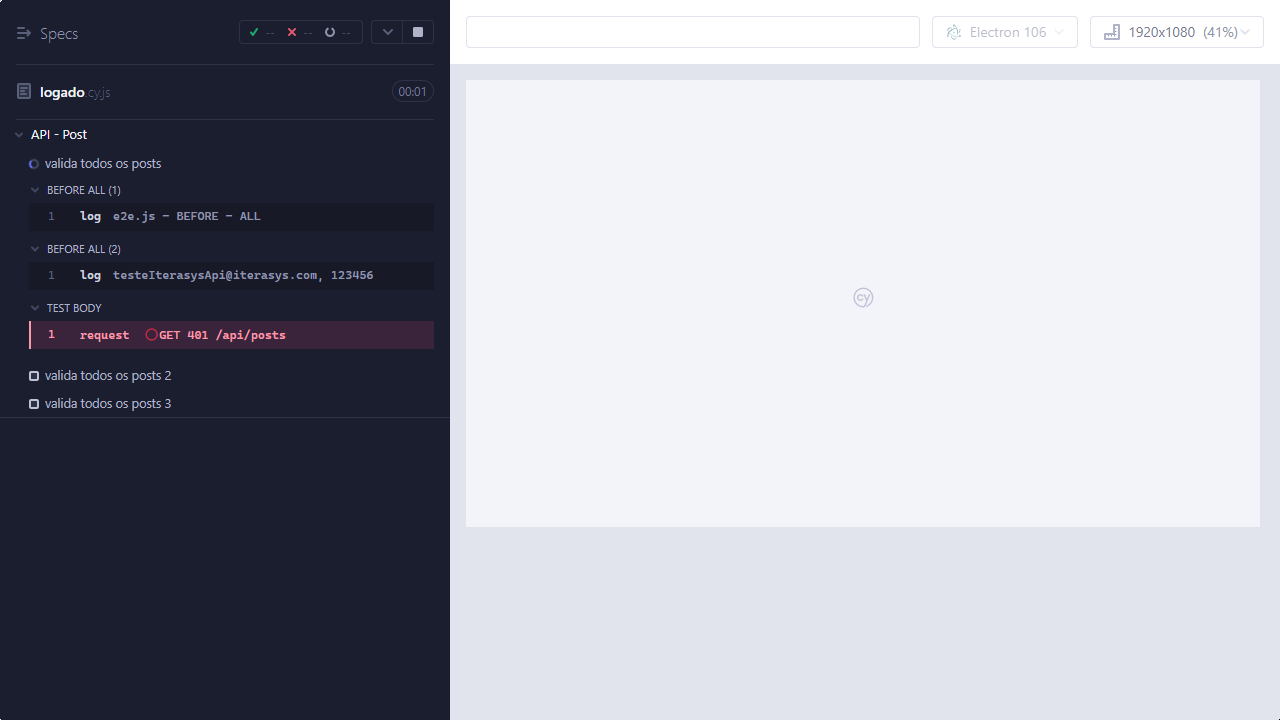 Specs
--
--
--
Electron 106
1920x1080 (41%)
logado.cy.js
00:01
API - Post
valida todos os posts
BEFORE ALL (1)
1 log e2e.js - BEFORE - ALL
BEFORE ALL (2)
1 log testeIterasysApi@iterasys.com, 123456
TEST BODY
1 request GET 401 /api/posts
valida todos os posts 2
valida todos os posts 3
cy